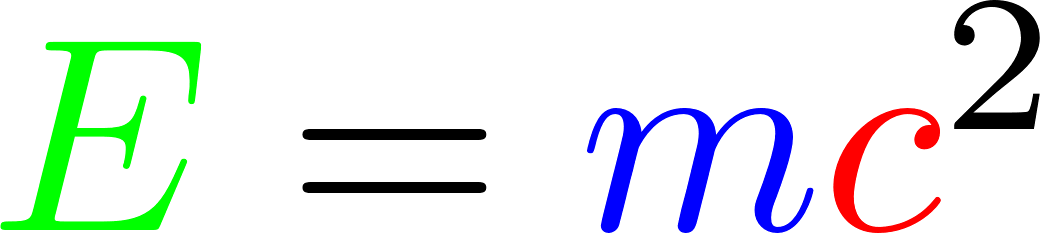 E = mc²